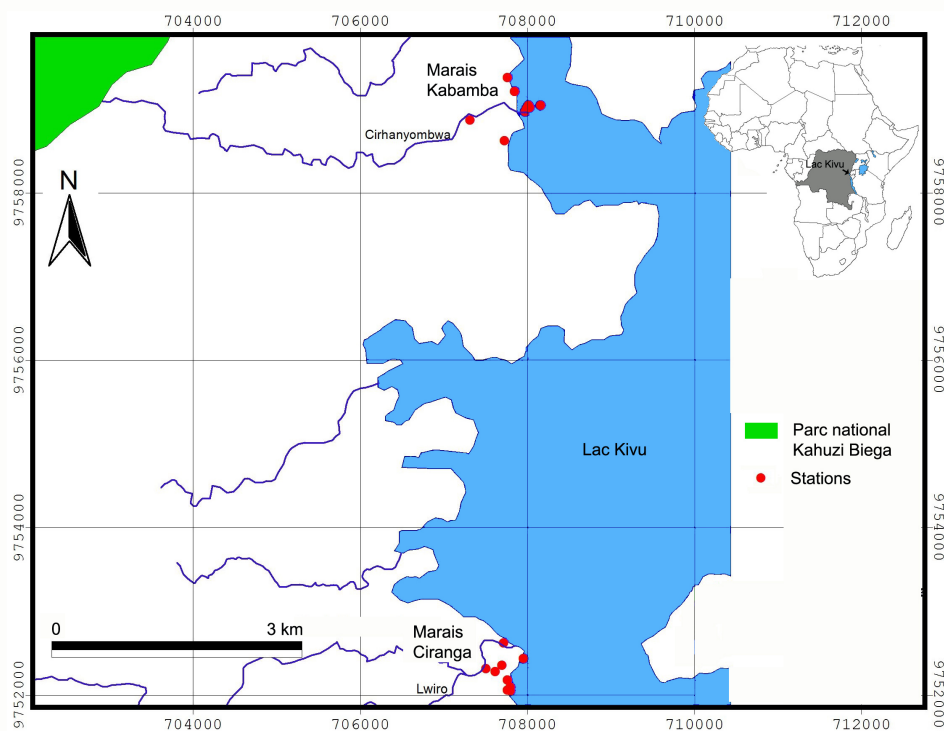 704000 706000 708000 710000 712000
Marais
Kabamba
Cirhanyombwa
Lac Kivu
N
9758000
9758000
9756000
9756000
Parc national
Kahuzi Biega
Lac Kivu
Stations
9754000
9754000
0 3 km
Marais
Ciranga
Lwiro
9752000
9752000
704000 706000 708000 710000 712000